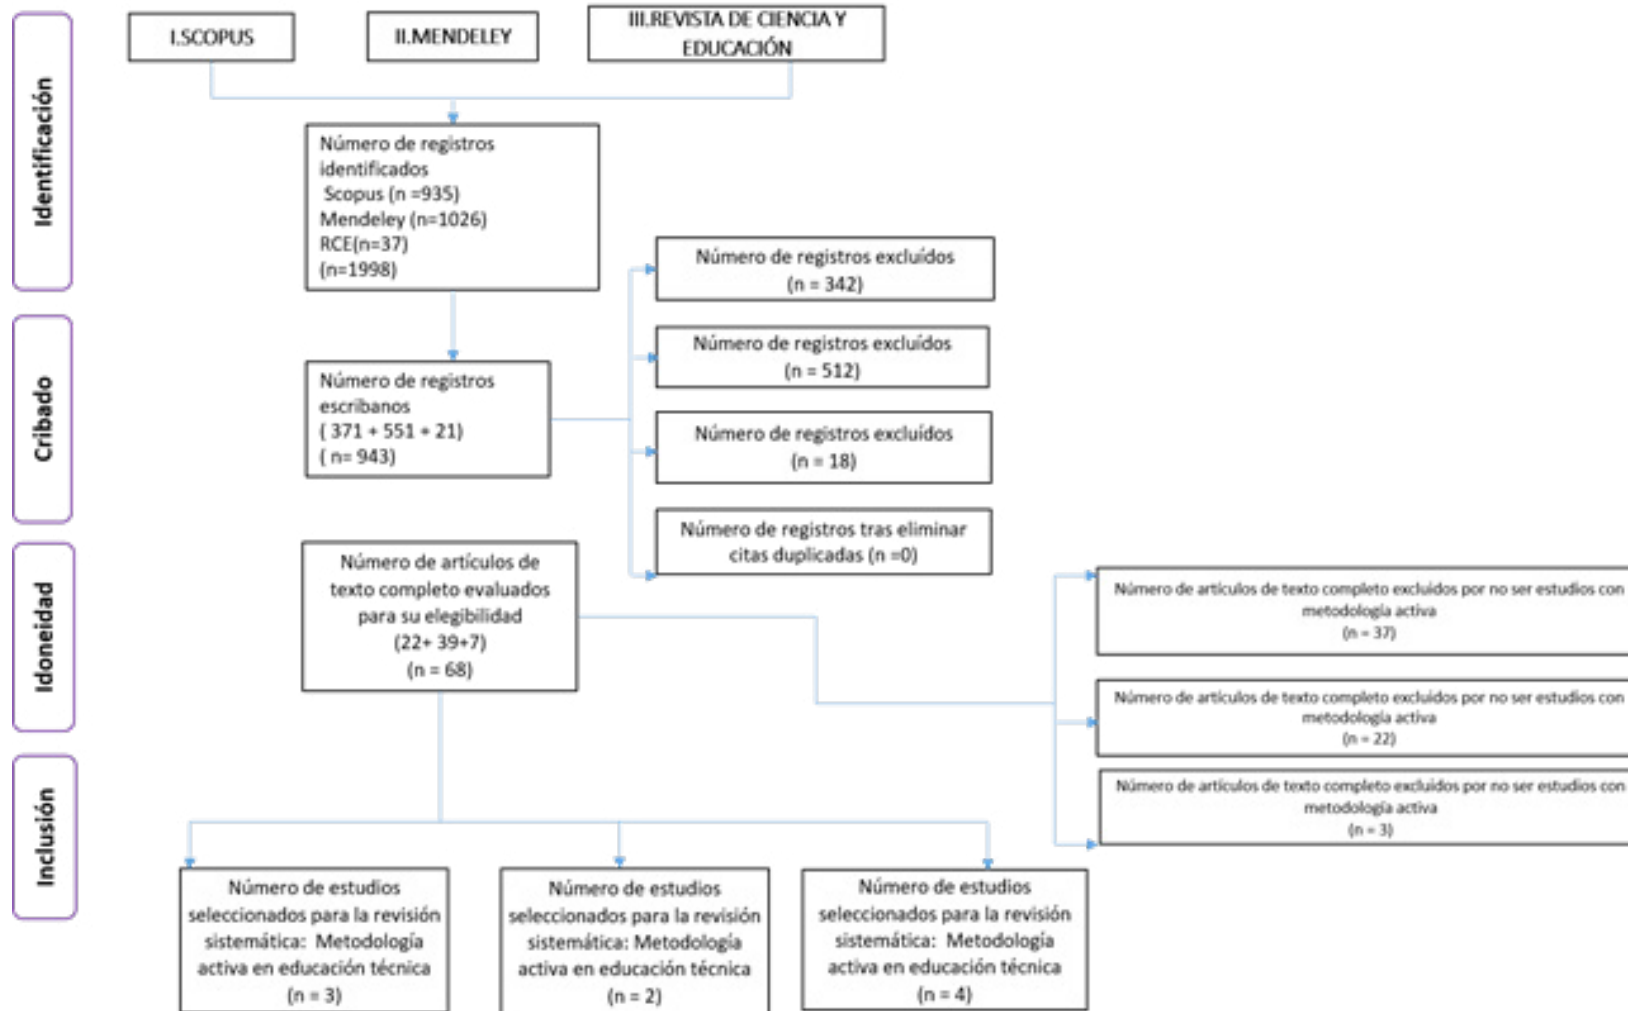 I.SCOPUS
II.MENDELEY
III.REVISTA DE CIENCIA Y
EDUCACIÓN
Identificación
Número de registros
identificados
Scopus (n =935)
Mendeley (n=1026)
RCE(n=37)
(n=1998)
Número de registros excluídos
(n = 342)
Número de registros excluídos
(n = 512)
Cribado
Número de registros
escribanos
( 371 + 551 + 21)
( n= 943)
Número de registros excluídos
(n = 18)
Número de registros tras eliminar
citas duplicadas (n =0)
Idoneidad
Número de artículos de
texto completo evaluados
para su elegibilidad
(22+ 39+7)
(n = 68)
Número de artículos de texto completo excluidos por no ser estudios con
metodología activa
(n = 37)
Número de artículos de texto completo excluidos por no ser estudios con
metodología activa
(n = 22)
Número de artículos de texto completo excluidos por no ser estudios con
metodología activa
(n = 3)
Inclusión
Número de estudios
seleccionados para la revisión
sistemática: Metodología
activa en educación técnica
(n = 3)
Número de estudios
seleccionados para la revisión
sistemática: Metodología
activa en educación técnica
(n = 2)
Número de estudios
seleccionados para la revisión
sistemática: Metodología
activa en educación técnica
(n = 4)